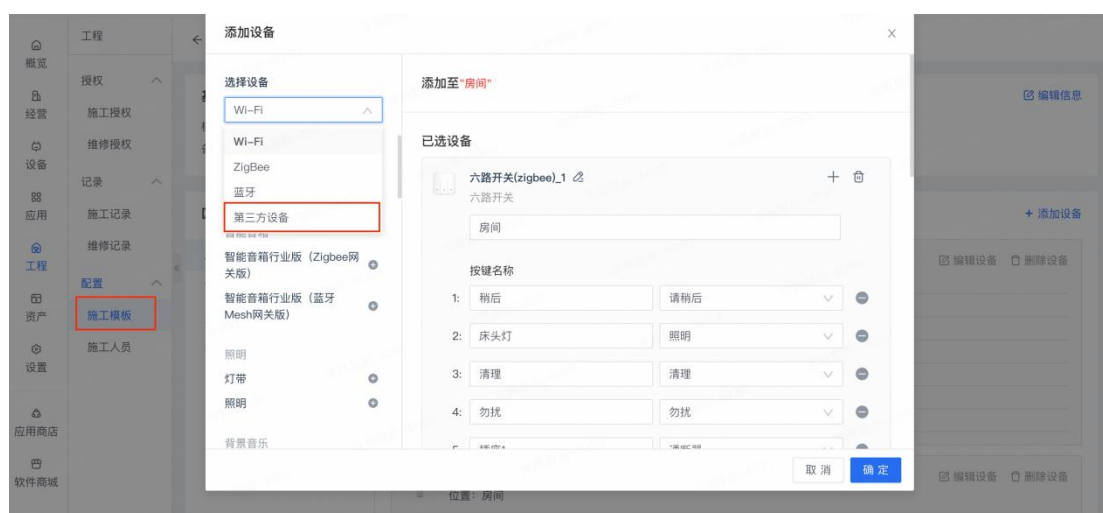 概览
经营
设备
应用
工程
资产
设置
应用商店
软件商城
工程
授权
施工授权
维修授权
记录
施工记录
维修记录
配置
施工模板
施工人员
添加设备
选择设备
Wi-Fi
Wi-Fi
ZigBee
蓝牙
第三方设备
智能音箱行业版（Zigbee网
关版）
智能音箱行业版（蓝牙
Mesh网关版）
照明
灯带
照明
背景音乐
添加至"房间"
已选设备
六路开关(zigbee)_1
六路开关
房间
按键名称
1: 稍后 请稍后
2: 床头灯 照明
3: 清理 清理
4: 勿扰 勿扰
取 消 确 定
编辑信息
+ 添加设备
编辑设备 删除设备
编辑设备 删除设备
位置：房间